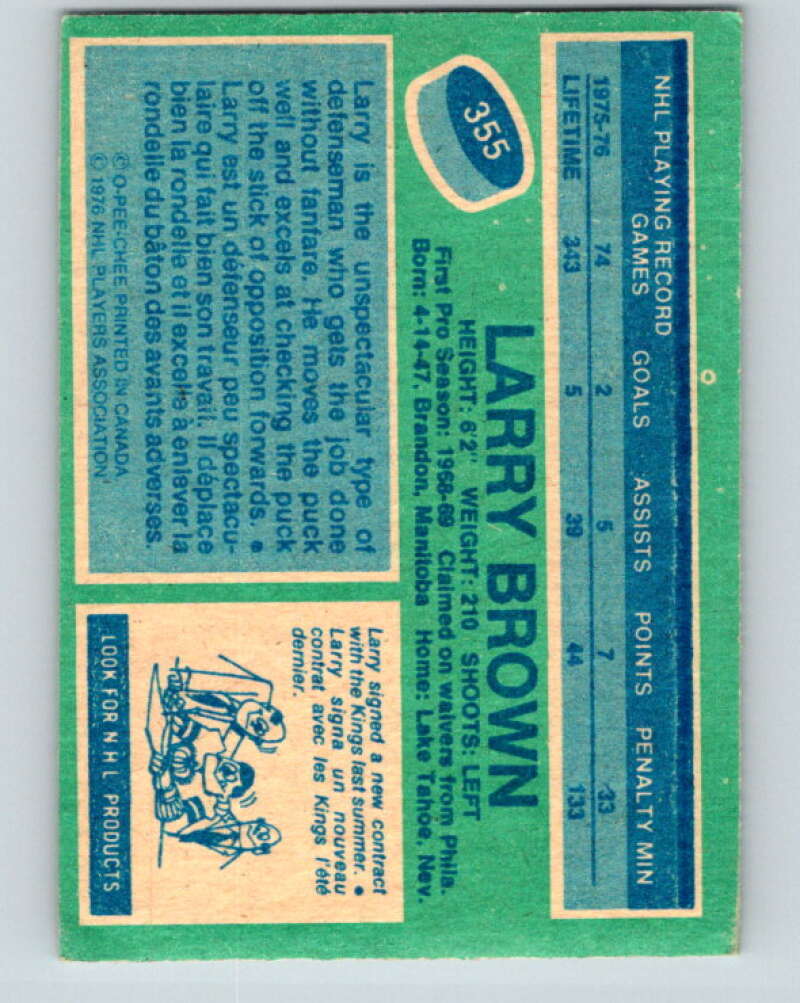 NHL PLAYING RECORD
GAMES GOALS ASSISTS POINTS PENALTY MIN
1975-76 74 2 5 7 33
LIFETIME 343 5 39 44 133
355
LARRY BROWN
HEIGHT: 6'2" WEIGHT: 210 SHOOTS: LEFT
First Pro Season: 1968-69 Claimed on waivers from Phila.
Born: 4-14-47, Brandon, Manitoba Home: Lake Tahoe, Nev.
Larry is the unspectacular type of
defenseman who gets the job done
without fanfare. He moves the puck
well and excels at checking the puck
off the stick of opposition forwards. •
Larry est un défenseur peu spectacu-
laire qui fait bien son travail. Il déplace
bien la rondelle et il excelle à enlever la
rondelle du bâton des avants adverses.
© O-PEE-CHEE PRINTED IN CANADA
© 1976 NHL PLAYERS ASSOCIATION
Larry signed a new contract
with the Kings last summer. •
Larry signa un nouveau
contrat avec les Kings l'été
dernier.
LOOK FOR N.H.L PRODUCTS